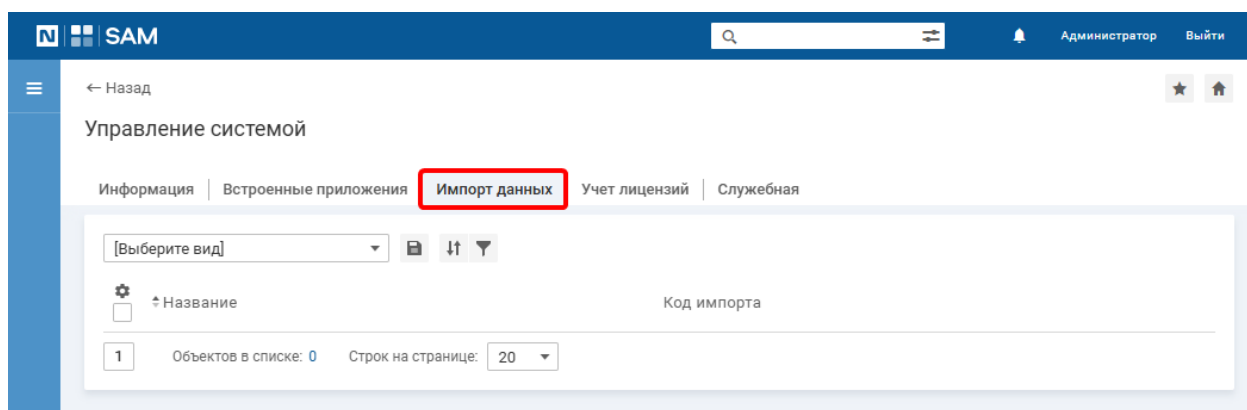 N SAM Администратор Выйти
← Назад
Управление системой
Информация Встроенные приложения Импорт данных Учет лицензий Служебная
[Выберите вид]
Название Код импорта
1 Объектов в списке: 0 Строк на странице: 20